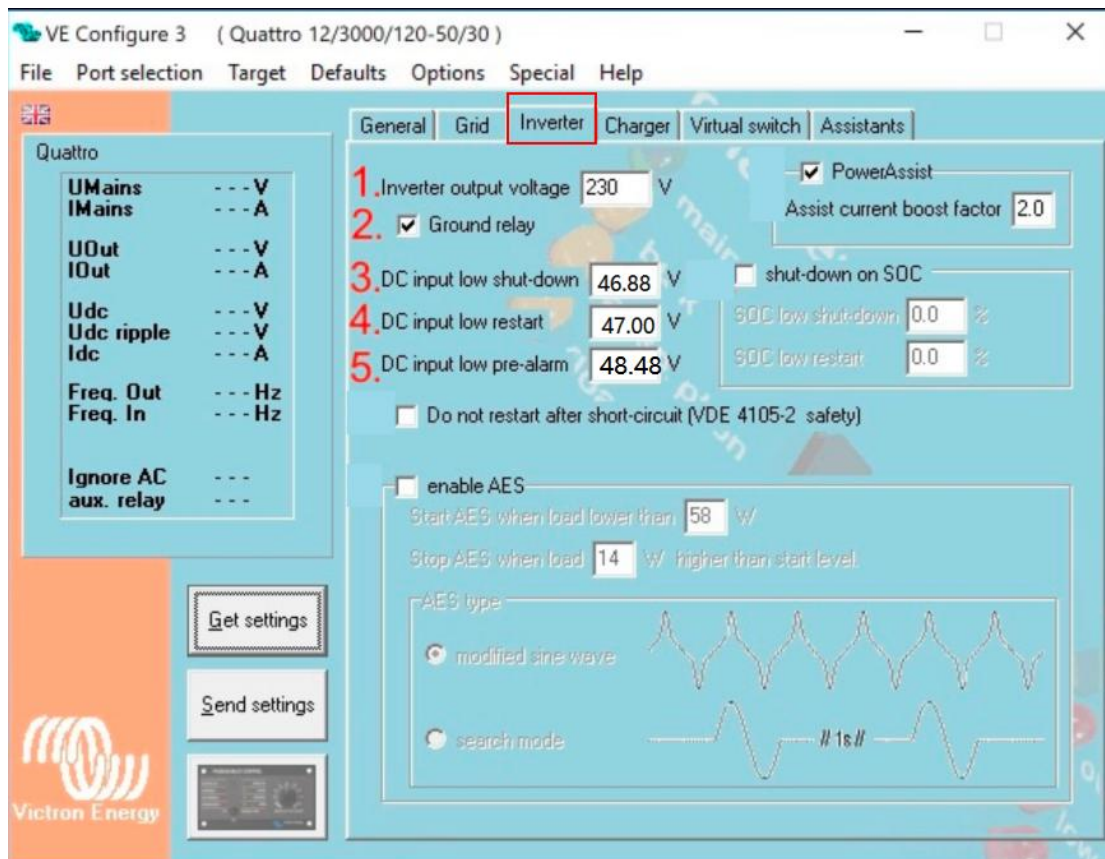 VE Configure 3 ( Quattro 12/3000/120-50/30 )
File Port selection Target Defaults Options Special Help
General Grid Inverter Charger Virtual switch Assistants
Quattro
UMains - - - V
IMains - - - A
UOut - - - V
IOut - - - A
Udc - - - V
Udc ripple - - - V
Idc - - - A
Freq. Out - - - Hz
Freq. In - - - Hz
Ignore AC - - -
aux. relay - - -
Get settings
Send settings
Victron Energy
1. Inverter output voltage 230 V
2. Ground relay
3. DC input low shut-down 46.88 V
4. DC input low restart 47.00 V
5. DC input low pre-alarm 48.48 V
PowerAssist
Assist current boost factor 2.0
shut-down on SOC
SOC low shut-down 0.0 %
SOC low restart 0.0 %
Do not restart after short-circuit (VDE 4105-2 safety)
enable AES
Start AES when load lower than 58 W
Stop AES when load 14 W higher than start level.
AES type
modified sine wave
search mode
// 1s //